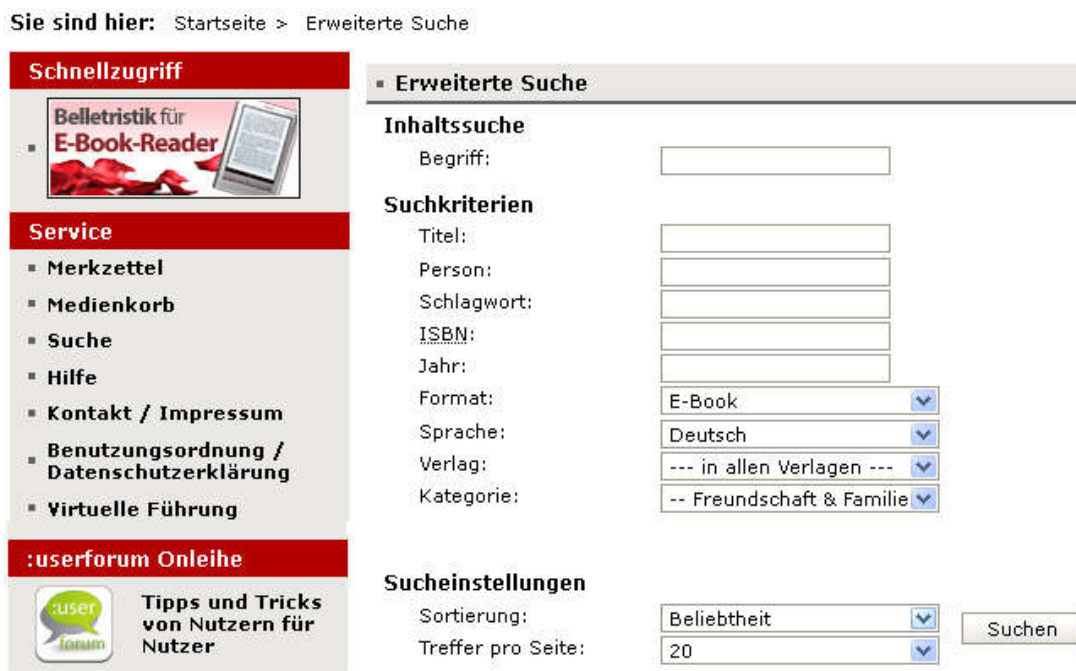 Sie sind hier: Startseite > Erweiterte Suche
Schnellzugriff
Belletristik für
E-Book-Reader
Service
Merkzettel
Medienkorb
Suche
Hilfe
Kontakt / Impressum
Benutzungsordnung /
Datenschutzerklärung
Virtuelle Führung
:userforum Onleihe
:user
forum
Tipps und Tricks
von Nutzern für
Nutzer
Erweiterte Suche
Inhaltssuche
Begriff:
Suchkriterien
Titel:
Person:
Schlagwort:
ISBN:
Jahr:
Format: E-Book
Sprache: Deutsch
Verlag: --- in allen Verlagen ---
Kategorie: -- Freundschaft & Familie
Sucheinstellungen
Sortierung: Beliebtheit
Suchen
Treffer pro Seite: 20